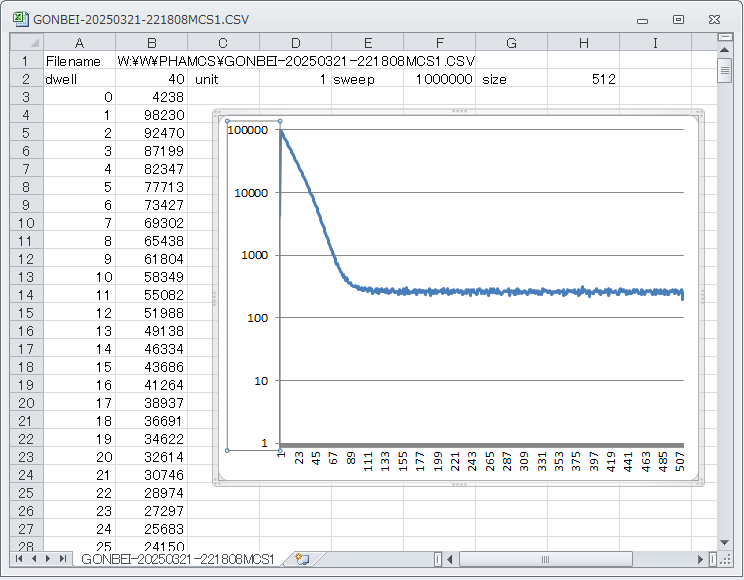 GONBEI-20250321-221808MCS1.CSV
A B C D E F G H I
1 Filename W:¥W¥PHAMCS¥GONBEI-20250321-221808MCS1.CSV
2 dwell 40 unit 1 sweep 1000000 size 512
3 0 4238
4 1 98230
5 2 92470
6 3 87199
7 4 82347
8 5 77713
9 6 73427
10 7 69302
11 8 65438
12 9 61804
13 10 58349
14 11 55082
15 12 51988
16 13 49138
17 14 46334
18 15 43686
19 16 41264
20 17 38937
21 18 36691
22 19 34622
23 20 32614
24 21 30746
25 22 28974
26 23 27297
27 24 25683
28 25 24150
100000
10000
1000
100
10
1
1 23 45 67 89 111 133 155 177 199 221 243 265 287 309 331 353 375 397 419 441 463 485 507
GONBEI-20250321-221808MCS1